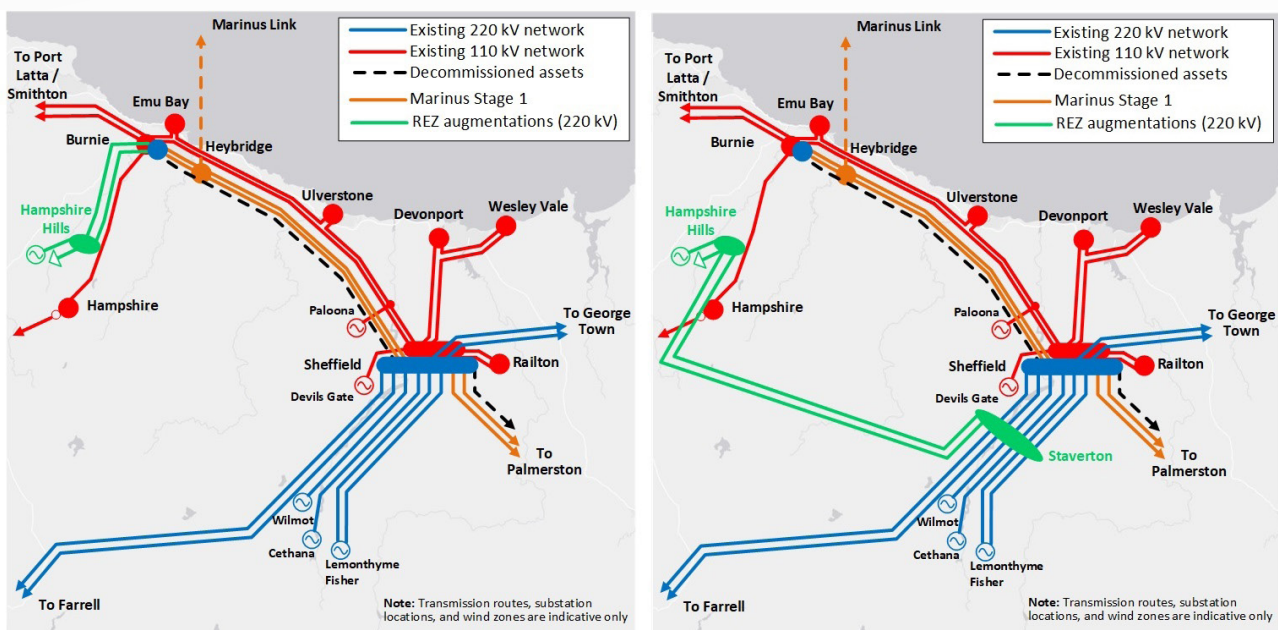 Marinus Link
Existing 220 kV network
Existing 110 kV network
Decommissioned assets
Marinus Stage 1
REZ augmentations (220 kV)
To Port
Latta /
Smithton
Emu Bay
Burnie
Heybridge
Ulverstone
Hampshire
Hills
Devonport
Wesley Vale
Hampshire
Paloona
To George
Town
Sheffield
Railton
Devils Gate
To
Palmerston
Wilmot
Cethana
Lemonthyme
Fisher
To Farrell
Note: Transmission routes, substation
locations, and wind zones are indicative only
Marinus Link
Existing 220 kV network
Existing 110 kV network
Decommissioned assets
Marinus Stage 1
REZ augmentations (220 kV)
To Port
Latta /
Smithton
Emu Bay
Burnie
Heybridge
Ulverstone
Hampshire
Hills
Devonport
Wesley Vale
Hampshire
Paloona
To George
Town
Sheffield
Railton
Devils Gate
Staverton
To
Palmerston
Wilmot
Cethana
Lemonthyme
Fisher
To Farrell
Note: Transmission routes, substation
locations, and wind zones are indicative only